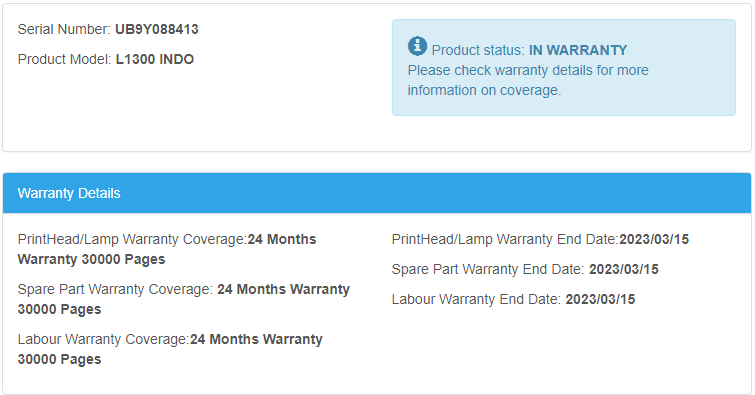 Serial Number: UB9Y088413
Product Model: L1300 INDO
Product status: IN WARRANTY
Please check warranty details for more
information on coverage.
Warranty Details
PrintHead/Lamp Warranty Coverage:24 Months
Warranty 30000 Pages
Spare Part Warranty Coverage: 24 Months Warranty
30000 Pages
Labour Warranty Coverage:24 Months Warranty
30000 Pages
PrintHead/Lamp Warranty End Date:2023/03/15
Spare Part Warranty End Date: 2023/03/15
Labour Warranty End Date: 2023/03/15